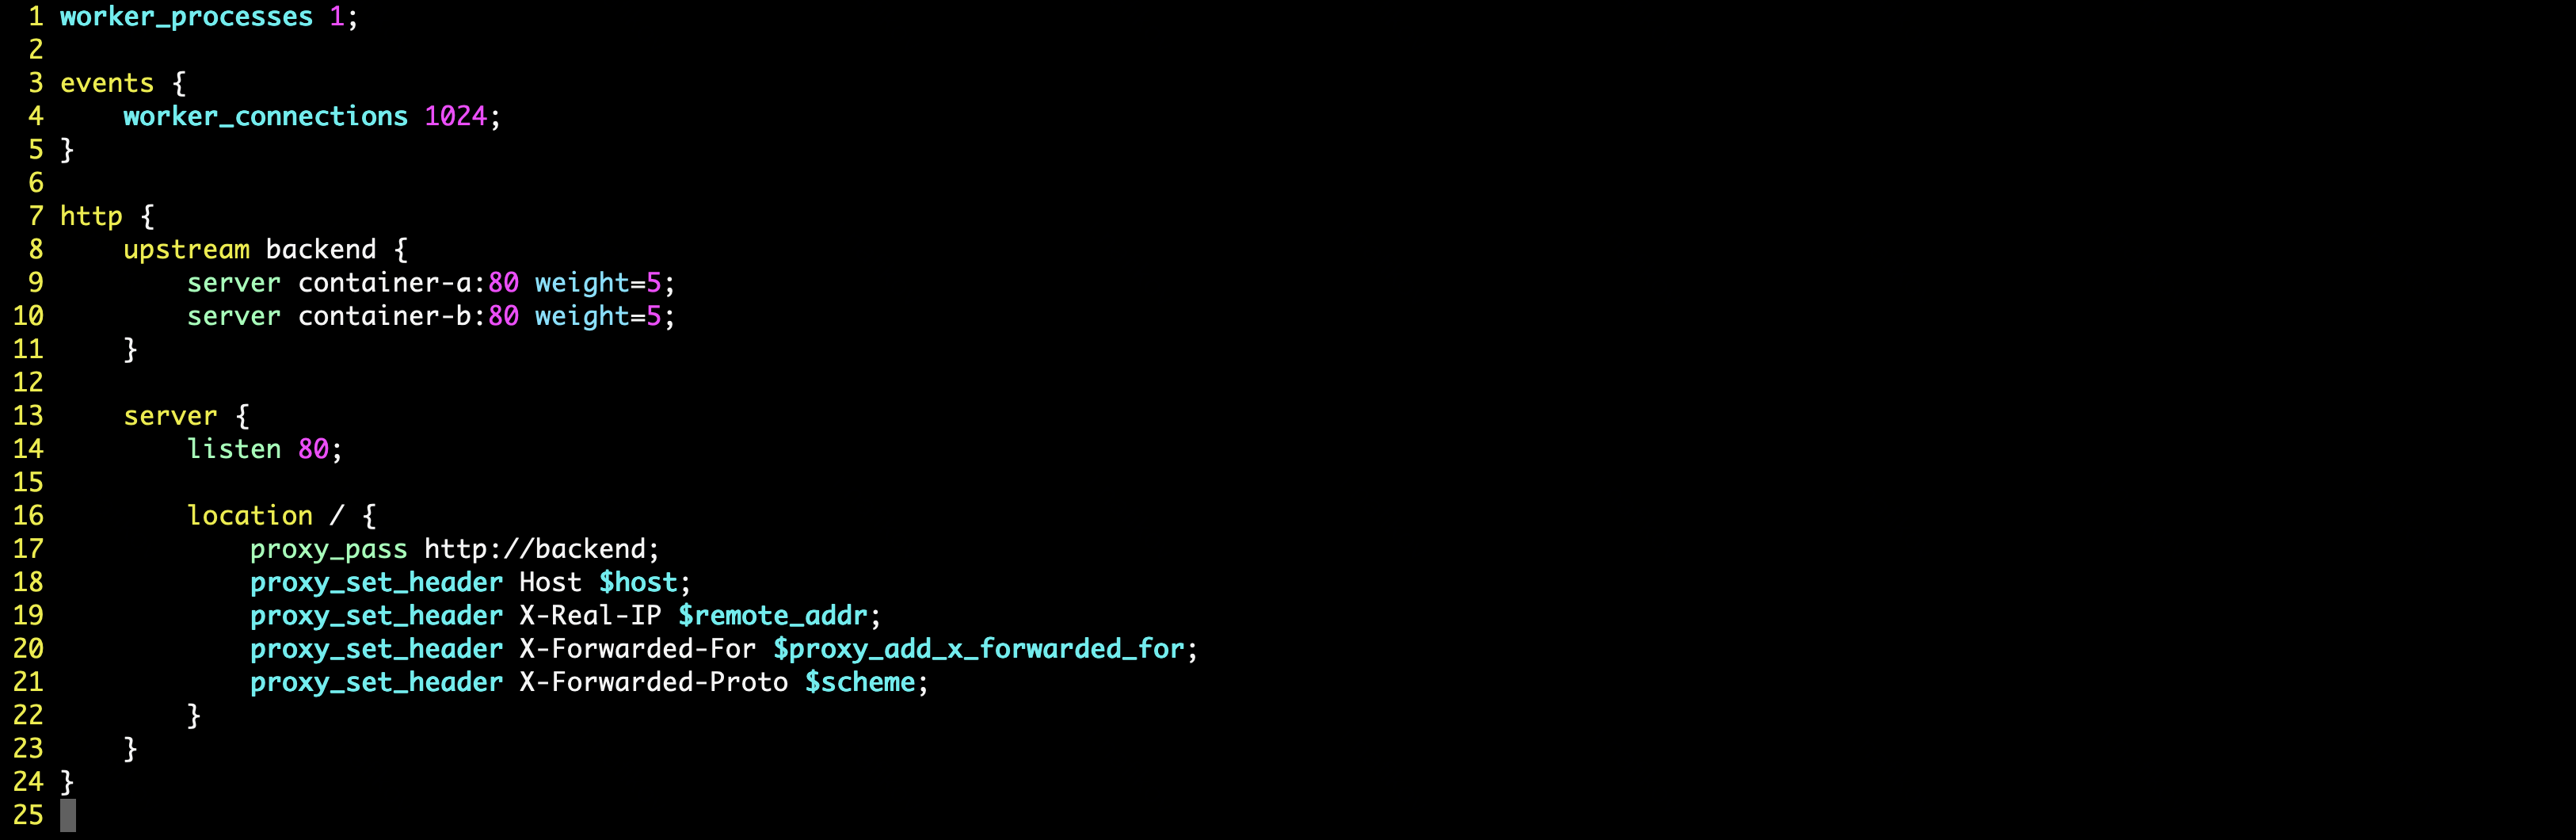 1 worker_processes 1;
2
3 events {
4     worker_connections 1024;
5 }
6
7 http {
8     upstream backend {
9         server container-a:80 weight=5;
10         server container-b:80 weight=5;
11     }
12
13     server {
14         listen 80;
15
16         location / {
17             proxy_pass http://backend;
18             proxy_set_header Host $host;
19             proxy_set_header X-Real-IP $remote_addr;
20             proxy_set_header X-Forwarded-For $proxy_add_x_forwarded_for;
21             proxy_set_header X-Forwarded-Proto $scheme;
22         }
23     }
24 }
25